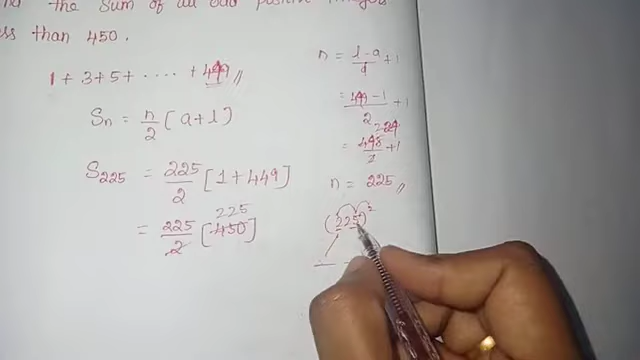 the Sum of all odd positive integers
less than 450.
1 + 3 + 5 + .... + 449 //
Sn = n/2 [a + l]
S225 = 225/2 [1 + 449]
225
= 225/2 [450]
n = l-a/d + 1
= 449-1/2 + 1
224
= 448/2 + 1
n = 225 //
(225)²